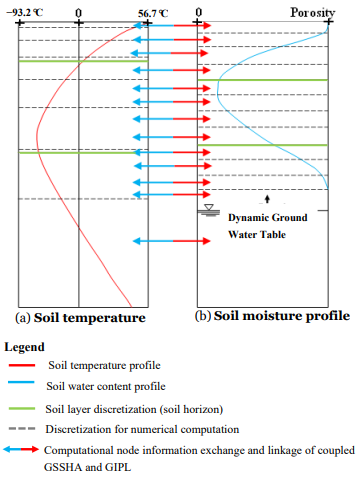 −93.2 ℃ 0 56.7 ℃ 0 Porosity
Dynamic Ground
Water Table
(a) Soil temperature (b) Soil moisture profile
Legend
Soil temperature profile
Soil water content profile
Soil layer discretization (soil horizon)
Discretization for numerical computation
Computational node information exchange and linkage of coupled
GSSHA and GIPL